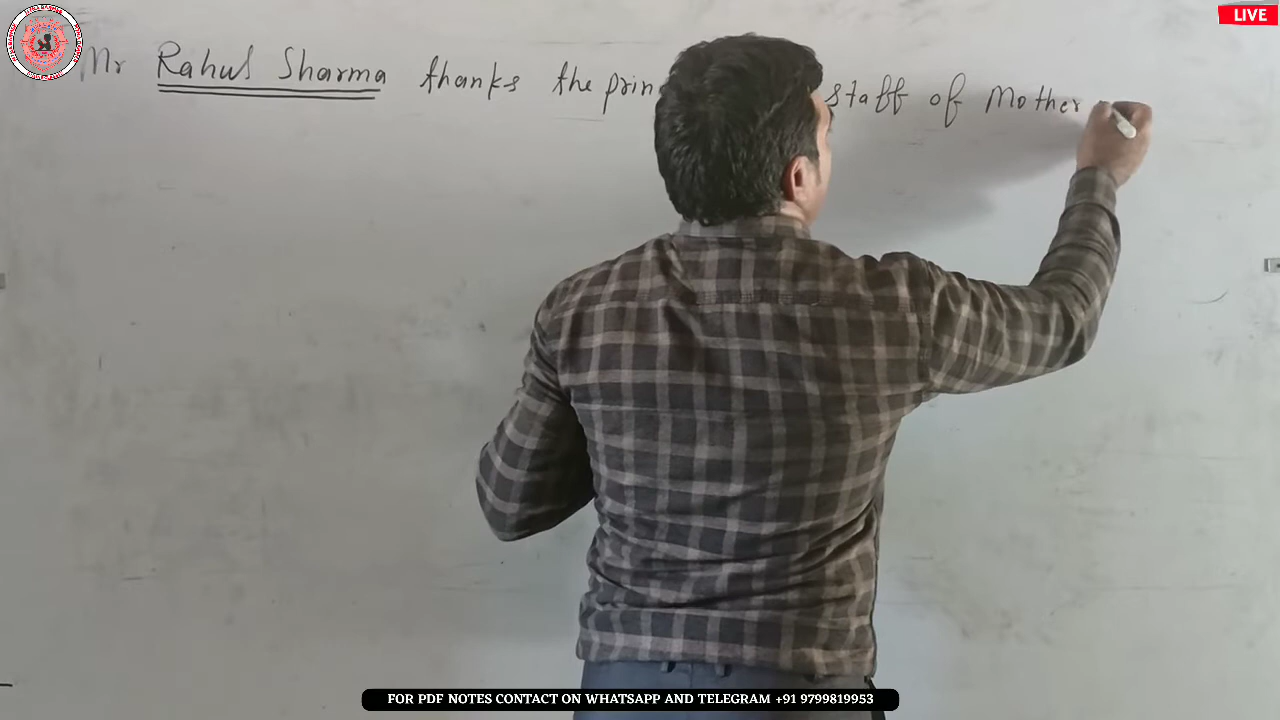 LIVE
Mr Rahul Sharma thanks the prin staff of Mother
FOR PDF NOTES CONTACT ON WHATSAPP AND TELEGRAM +91 9799819953